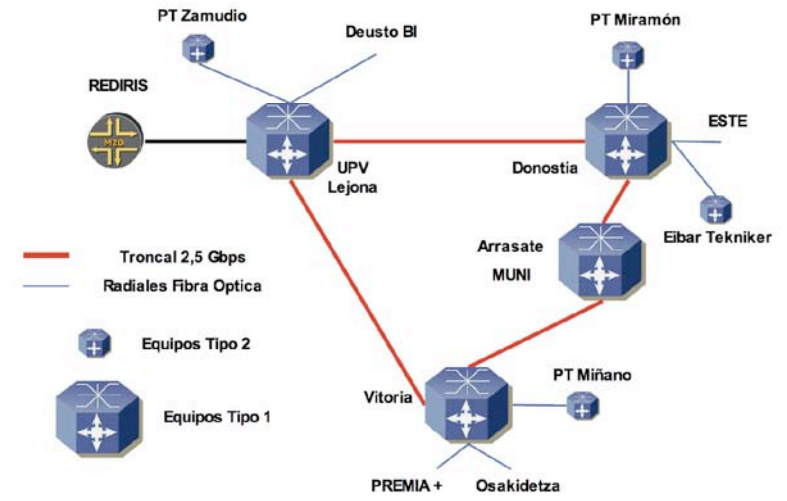 PT Zamudio
Deusto BI
PT Miramón
REDIRIS
M20
ESTE
UPV
Lejona
Donostia
Eibar Tekniker
Arrasate
MUNI
Troncal 2,5 Gbps
Radiales Fibra Optica
Equipos Tipo 2
Equipos Tipo 1
Vitoria
PT Miñano
PREMIA +
Osakidetza